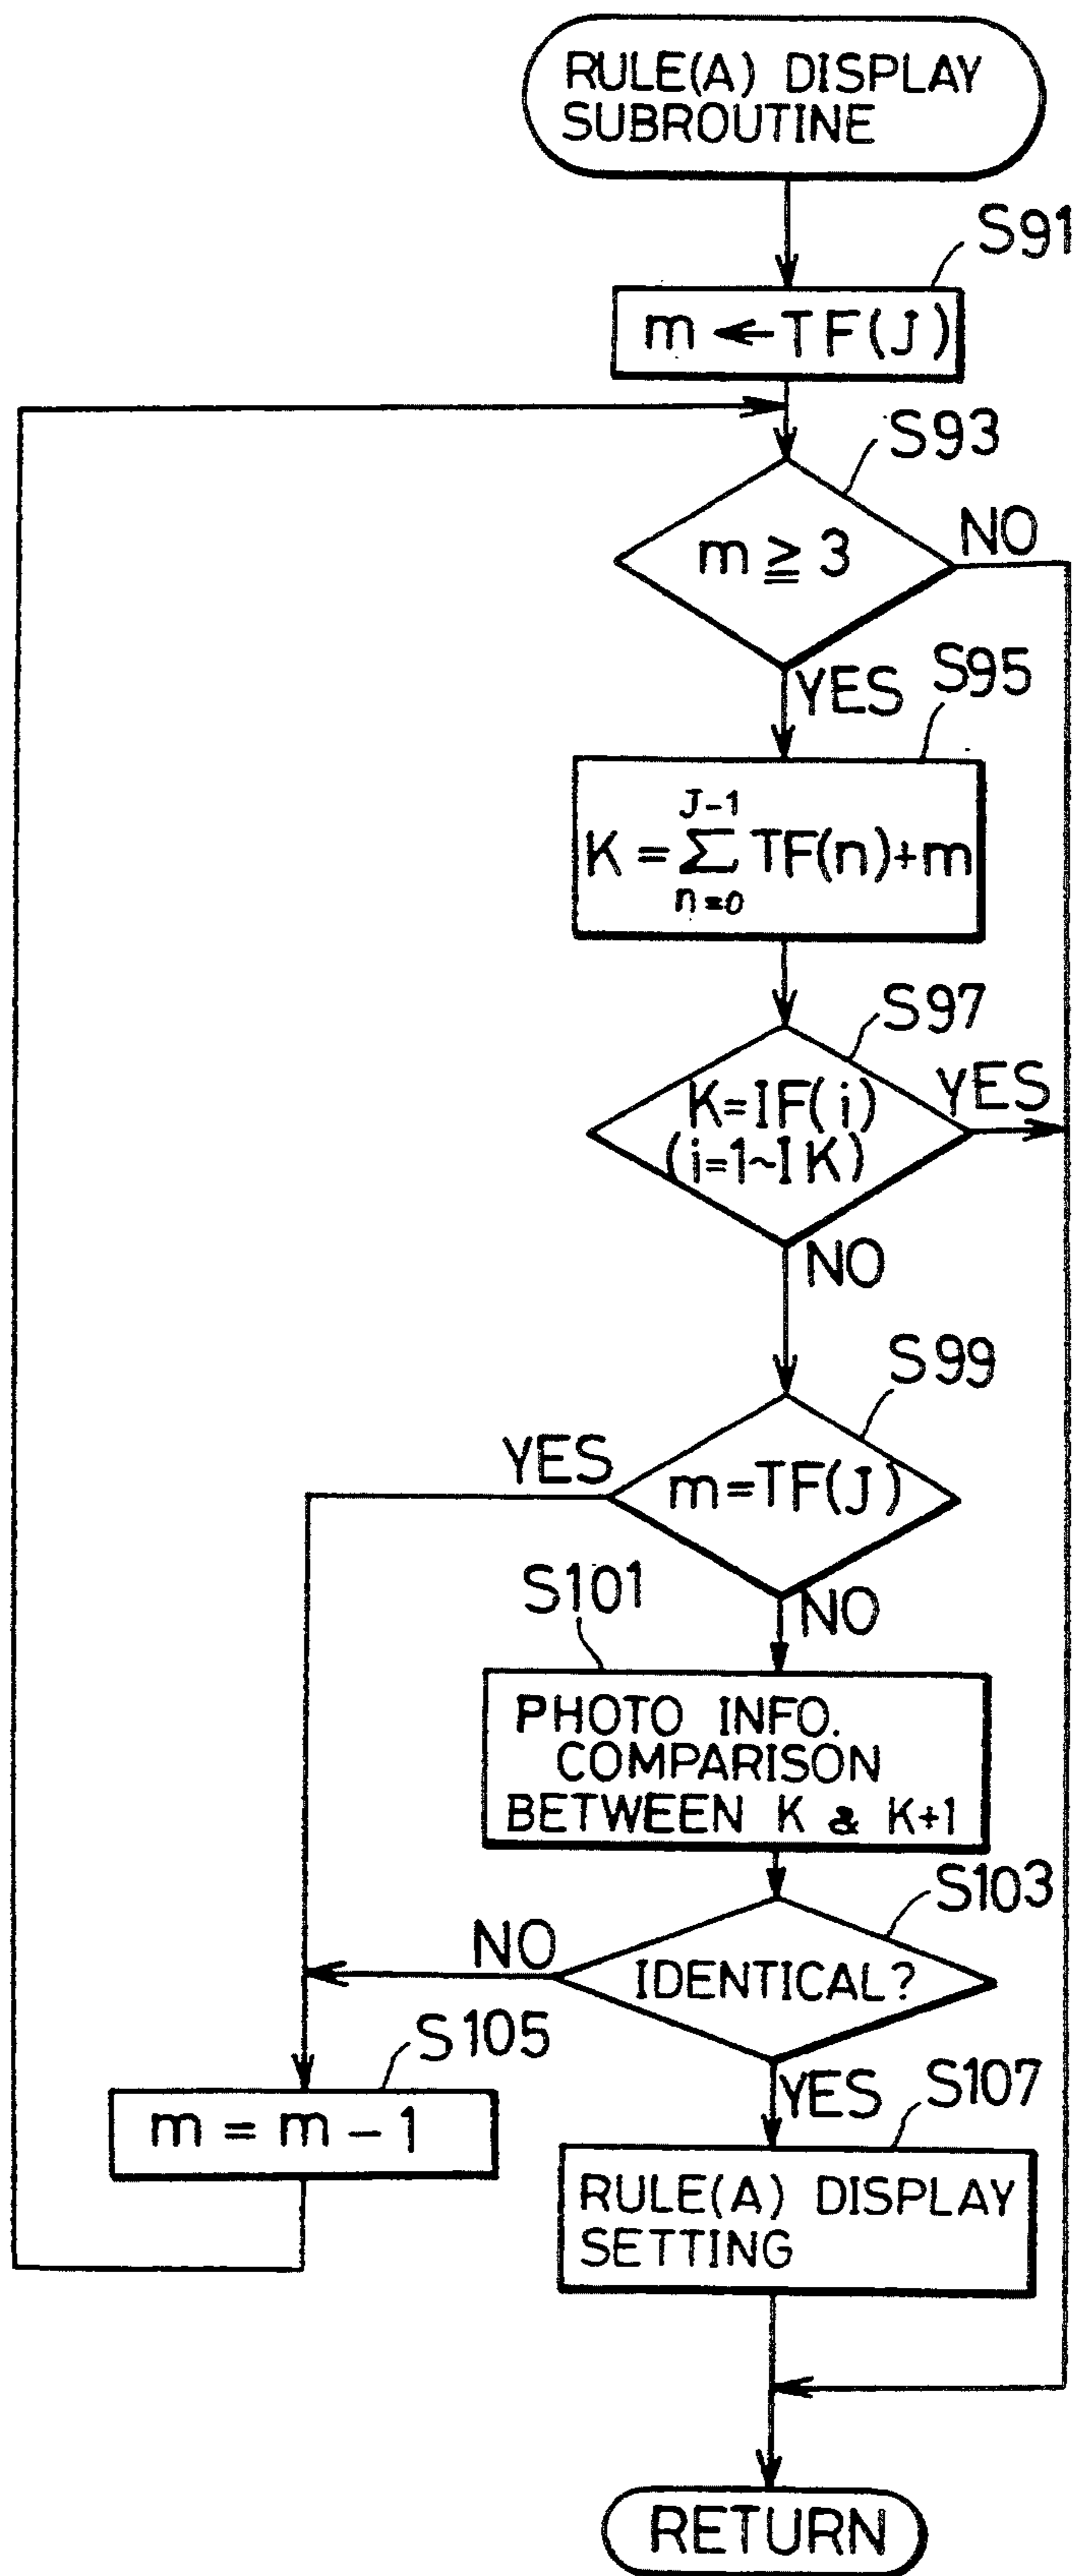 RULE(A) DISPLAY
SUBROUTINE
S91
m ← TF(J)
S93
m ≧ 3
NO
YES
S95
J-1
K = Σ TF(n)+m
n=0
S97
K=IF(i)
(i=1~IK)
YES
NO
S99
YES
m=TF(J)
S101
NO
PHOTO INFO.
COMPARISON
BETWEEN K & K+1
S103
NO
IDENTICAL?
S105
m = m - 1
YES
S107
RULE(A) DISPLAY
SETTING
RETURN